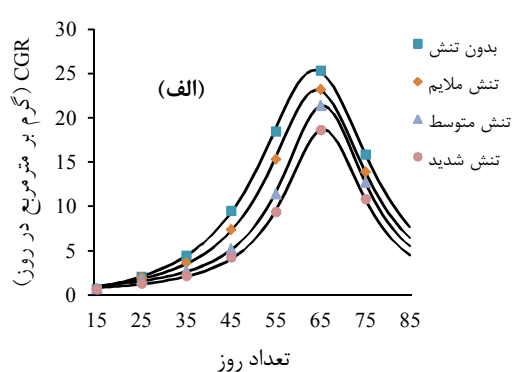 CGR (گرم بر مترمربع در روز)
30
25
20
15
10
5
0
(الف)
بدون تنش
تنش ملایم
تنش متوسط
تنش شدید
15 25 35 45 55 65 75 85
تعداد روز